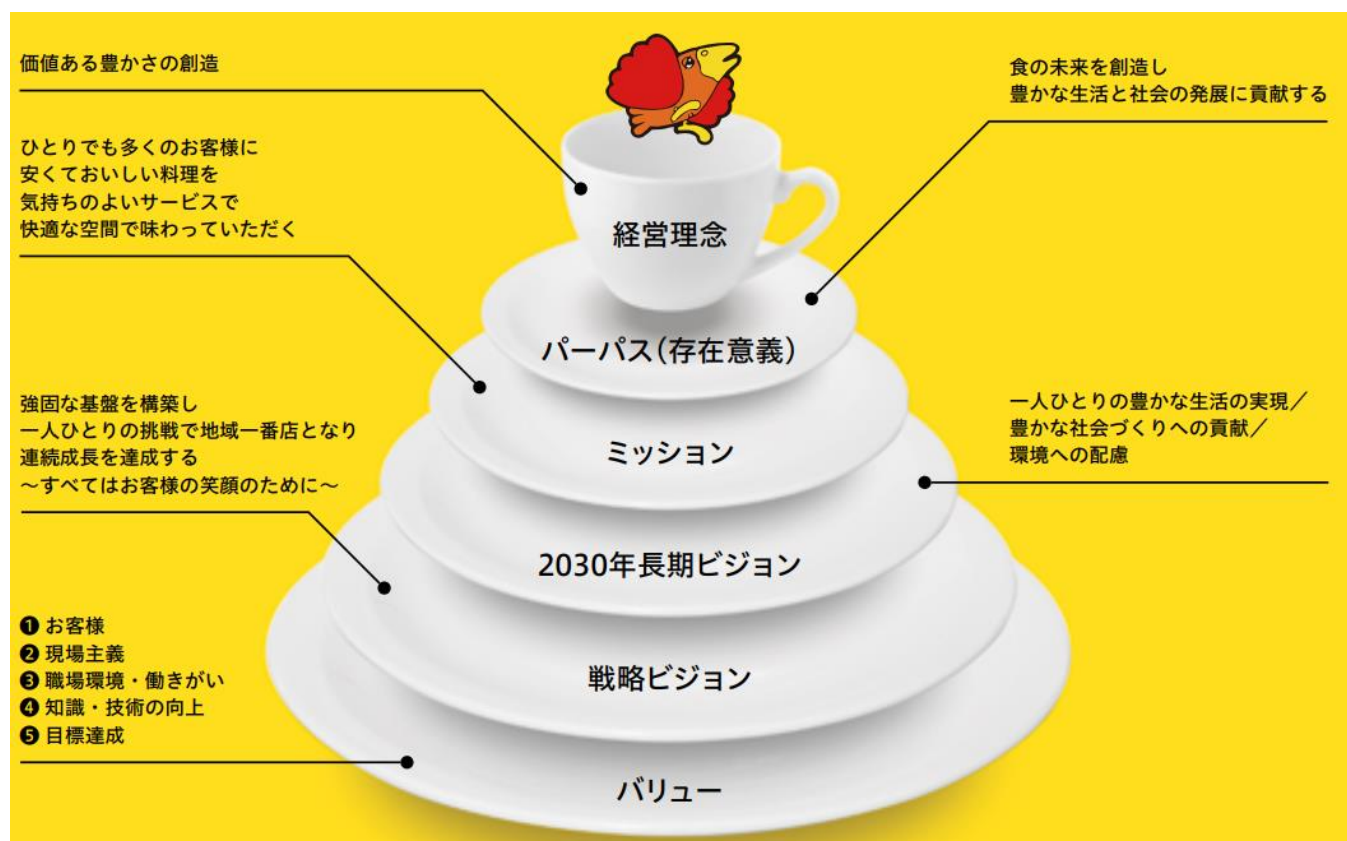 価値ある豊かさの創造
食の未来を創造し
豊かな生活と社会の発展に貢献する
ひとりでも多くのお客様に
安くておいしい料理を
気持ちのよいサービスで
快適な空間で味わっていただく
経営理念
パーパス（存在意義）
強固な基盤を構築し
一人ひとりの挑戦で地域一番店となり
連続成長を達成する
～すべてはお客様の笑顔のために～
一人ひとりの豊かな生活の実現／
豊かな社会づくりへの貢献／
環境への配慮
ミッション
2030年長期ビジョン
❶ お客様
❷ 現場主義
❸ 職場環境・働きがい
❹ 知識・技術の向上
❺ 目標達成
戦略ビジョン
バリュー